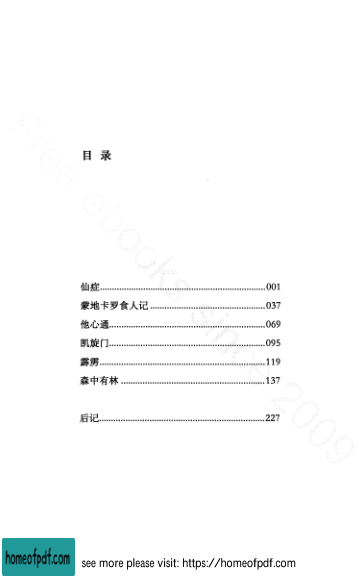 目 录
仙症 001
蒙地卡罗食人记 037
他心通 069
凯旋门 095
霹雳 119
森中有林 137
后记 227
Free ebooks since 2009
homeofpdf.com
see more please visit: https://homeofpdf.com